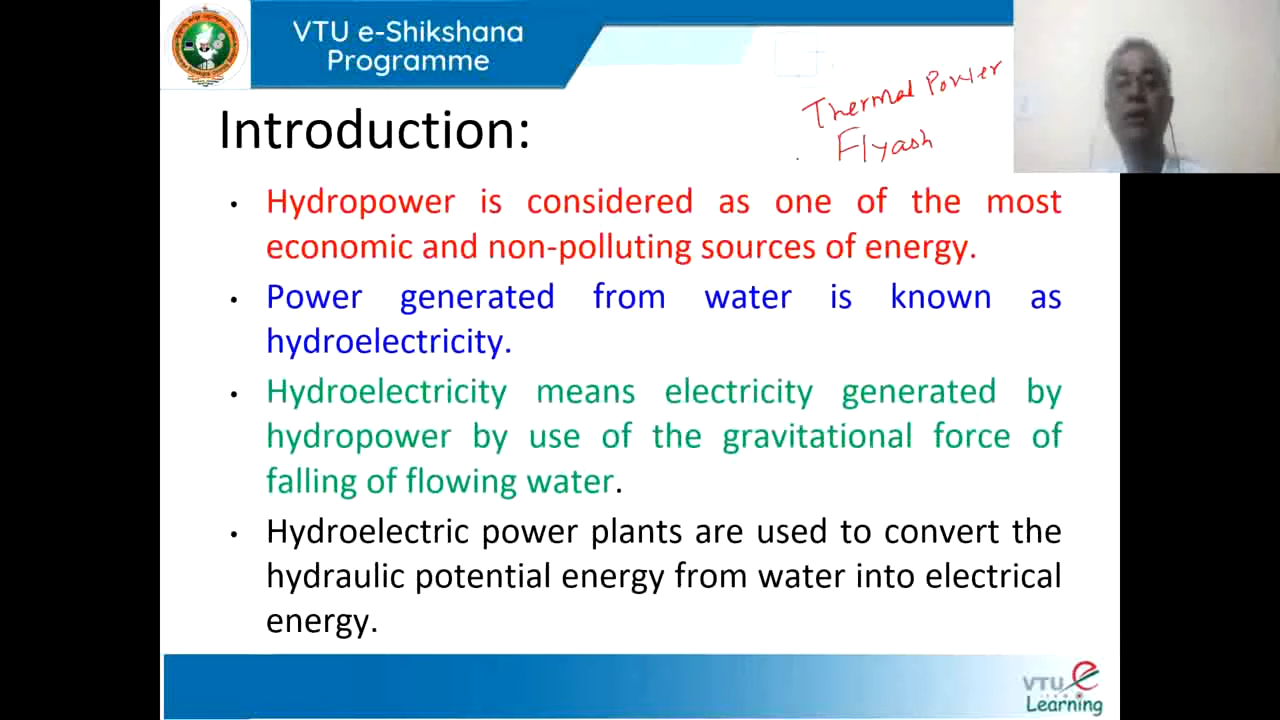 VTU e-Shikshana
Programme
Thermal Power
Flyash
Introduction:
• Hydropower is considered as one of the most
economic and non-polluting sources of energy.
• Power generated from water is known as
hydroelectricity.
• Hydroelectricity means electricity generated by
hydropower by use of the gravitational force of
falling of flowing water.
• Hydroelectric power plants are used to convert the
hydraulic potential energy from water into electrical
energy.
VTU e
Learning